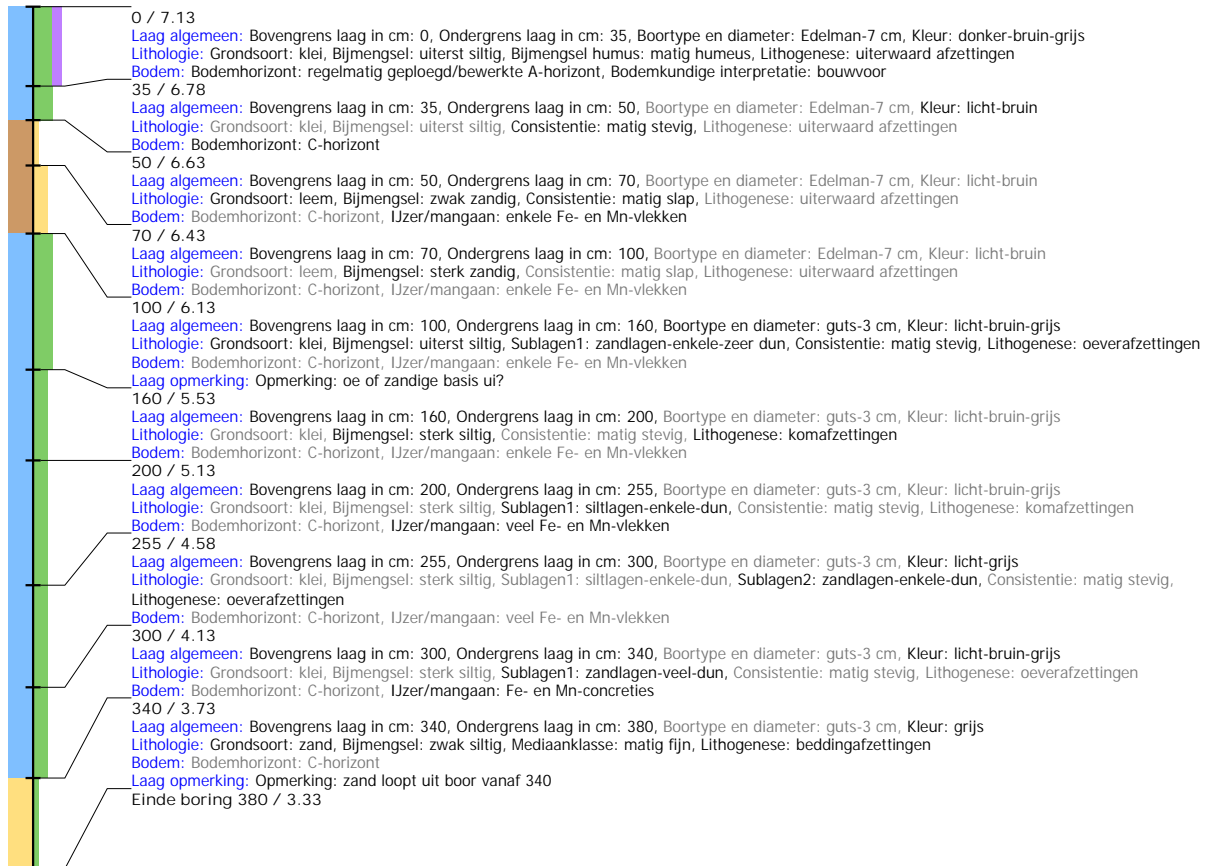 0 / 7.13
Laag algemeen: Bovengrens laag in cm: 0, Ondergrens laag in cm: 35, Boortype en diameter: Edelman-7 cm, Kleur: donker-bruin-grijs
Lithologie: Grondsoort: klei, Bijmengsel: uiterst siltig, Bijmengsel humus: matig humeus, Lithogenese: uiterwaard afzettingen
Bodem: Bodemhorizont: regelmatig geploegd/bewerkte A-horizont, Bodemkundige interpretatie: bouwvoor
35 / 6.78
Laag algemeen: Bovengrens laag in cm: 35, Ondergrens laag in cm: 50, Boortype en diameter: Edelman-7 cm, Kleur: licht-bruin
Lithologie: Grondsoort: klei, Bijmengsel: uiterst siltig, Consistentie: matig stevig, Lithogenese: uiterwaard afzettingen
Bodem: Bodemhorizont: C-horizont
50 / 6.63
Laag algemeen: Bovengrens laag in cm: 50, Ondergrens laag in cm: 70, Boortype en diameter: Edelman-7 cm, Kleur: licht-bruin
Lithologie: Grondsoort: leem, Bijmengsel: zwak zandig, Consistentie: matig slap, Lithogenese: uiterwaard afzettingen
Bodem: Bodemhorizont: C-horizont, IJzer/mangaan: enkele Fe- en Mn-vlekken
70 / 6.43
Laag algemeen: Bovengrens laag in cm: 70, Ondergrens laag in cm: 100, Boortype en diameter: Edelman-7 cm, Kleur: licht-bruin
Lithologie: Grondsoort: leem, Bijmengsel: sterk zandig, Consistentie: matig slap, Lithogenese: uiterwaard afzettingen
Bodem: Bodemhorizont: C-horizont, IJzer/mangaan: enkele Fe- en Mn-vlekken
100 / 6.13
Laag algemeen: Bovengrens laag in cm: 100, Ondergrens laag in cm: 160, Boortype en diameter: guts-3 cm, Kleur: licht-bruin-grijs
Lithologie: Grondsoort: klei, Bijmengsel: uiterst siltig, Sublagen1: zandlagen-enkele-zeer dun, Consistentie: matig stevig, Lithogenese: oeverafzettingen
Bodem: Bodemhorizont: C-horizont, IJzer/mangaan: enkele Fe- en Mn-vlekken
Laag opmerking: Opmerking: oe of zandige basis ui?
160 / 5.53
Laag algemeen: Bovengrens laag in cm: 160, Ondergrens laag in cm: 200, Boortype en diameter: guts-3 cm, Kleur: licht-bruin-grijs
Lithologie: Grondsoort: klei, Bijmengsel: sterk siltig, Consistentie: matig stevig, Lithogenese: komafzettingen
Bodem: Bodemhorizont: C-horizont, IJzer/mangaan: enkele Fe- en Mn-vlekken
200 / 5.13
Laag algemeen: Bovengrens laag in cm: 200, Ondergrens laag in cm: 255, Boortype en diameter: guts-3 cm, Kleur: licht-bruin-grijs
Lithologie: Grondsoort: klei, Bijmengsel: sterk siltig, Sublagen1: siltlagen-enkele-dun, Consistentie: matig stevig, Lithogenese: komafzettingen
Bodem: Bodemhorizont: C-horizont, IJzer/mangaan: veel Fe- en Mn-vlekken
255 / 4.58
Laag algemeen: Bovengrens laag in cm: 255, Ondergrens laag in cm: 300, Boortype en diameter: guts-3 cm, Kleur: licht-grijs
Lithologie: Grondsoort: klei, Bijmengsel: sterk siltig, Sublagen1: siltlagen-enkele-dun, Sublagen2: zandlagen-enkele-dun, Consistentie: matig stevig,
Lithogenese: oeverafzettingen
Bodem: Bodemhorizont: C-horizont, IJzer/mangaan: veel Fe- en Mn-vlekken
300 / 4.13
Laag algemeen: Bovengrens laag in cm: 300, Ondergrens laag in cm: 340, Boortype en diameter: guts-3 cm, Kleur: licht-bruin-grijs
Lithologie: Grondsoort: klei, Bijmengsel: sterk siltig, Sublagen1: zandlagen-veel-dun, Consistentie: matig stevig, Lithogenese: oeverafzettingen
Bodem: Bodemhorizont: C-horizont, IJzer/mangaan: Fe- en Mn-concreties
340 / 3.73
Laag algemeen: Bovengrens laag in cm: 340, Ondergrens laag in cm: 380, Boortype en diameter: guts-3 cm, Kleur: grijs
Lithologie: Grondsoort: zand, Bijmengsel: zwak siltig, Mediaanklasse: matig fijn, Lithogenese: beddingafzettingen
Bodem: Bodemhorizont: C-horizont
Laag opmerking: Opmerking: zand loopt uit boor vanaf 340
Einde boring 380 / 3.33